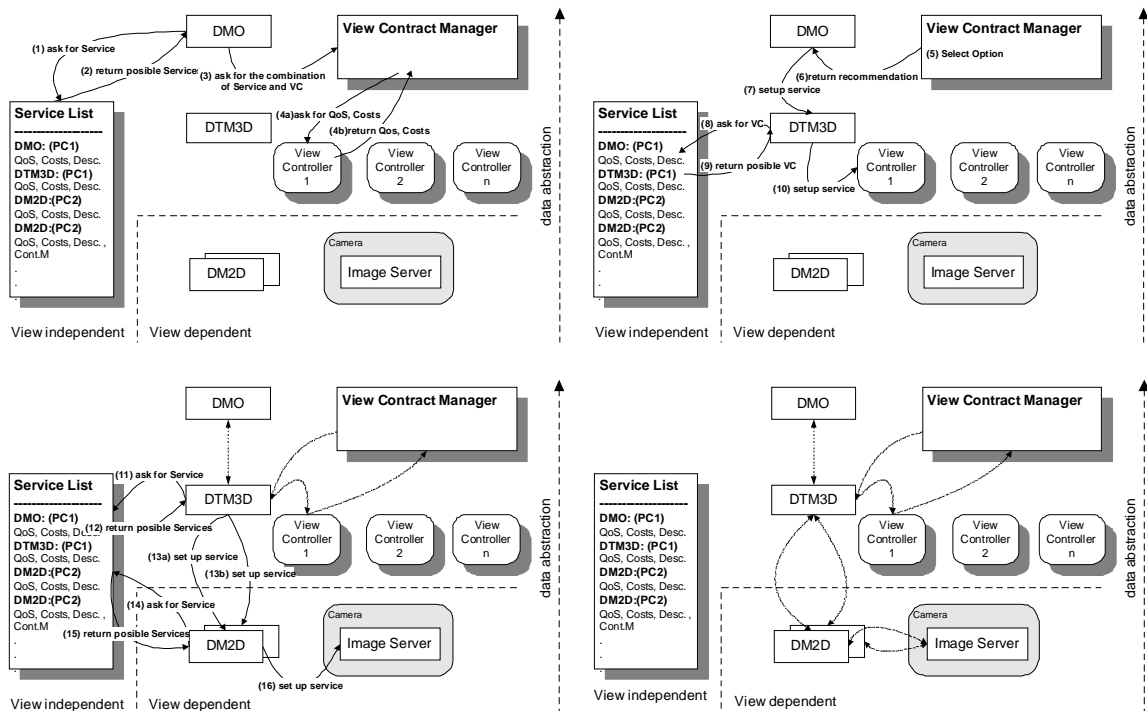 DMO
View Contract Manager
(1) ask for Service
(2) return posible Service
(3) ask for the combination
of Service and VC
Service List
---------------------
DMO: (PC1)
QoS, Costs, Desc.
DTM3D: (PC1)
QoS, Costs, Desc.
DM2D:(PC2)
QoS, Costs, Desc.
DM2D:(PC2)
QoS, Costs, Desc. ,
Cont.M
.
.
DTM3D
(4a)ask for QoS, Costs
(4b)return Qos, Costs
View
Controller
1
View
Controller
2
View
Controller
n
DM2D
Camera
Image Server
View independent
View dependent
data abstraction
DMO
View Contract Manager
(5) Select Option
(6)return recommendation
(7) setup service
Service List
---------------------
DMO: (PC1)
QoS, Costs, Desc.
DTM3D: (PC1)
QoS, Costs, Desc.
DM2D:(PC2)
QoS, Costs, Desc.
DM2D:(PC2)
QoS, Costs, Desc. ,
Cont.M
.
.
(8) ask for VC
DTM3D
(9) return posible VC
(10) setup service
View
Controller
1
View
Controller
2
View
Controller
n
DM2D
Camera
Image Server
View independent
View dependent
data abstraction
DMO
View Contract Manager
(11) ask for Service
Service List
---------------------
DMO: (PC1)
QoS, Costs, Desc.
DTM3D: (PC1)
QoS, Costs, Desc.
DM2D:(PC2)
QoS, Costs, Desc.
DM2D:(PC2)
QoS, Costs, Desc. ,
Cont.M
.
.
DTM3D
(12) return posible Services
(13a) set up service
(13b) set up service
View
Controller
1
View
Controller
2
View
Controller
n
(14) ask for Service
(15) return posible Services
DM2D
Camera
Image Server
(16) set up service
View independent
View dependent
data abstraction
DMO
View Contract Manager
Service List
---------------------
DMO: (PC1)
QoS, Costs, Desc.
DTM3D: (PC1)
QoS, Costs, Desc.
DM2D:(PC2)
QoS, Costs, Desc.
DM2D:(PC2)
QoS, Costs, Desc. ,
Cont.M
.
.
DTM3D
View
Controller
1
View
Controller
2
View
Controller
n
DM2D
Camera
Image Server
View independent
View dependent
data abstraction